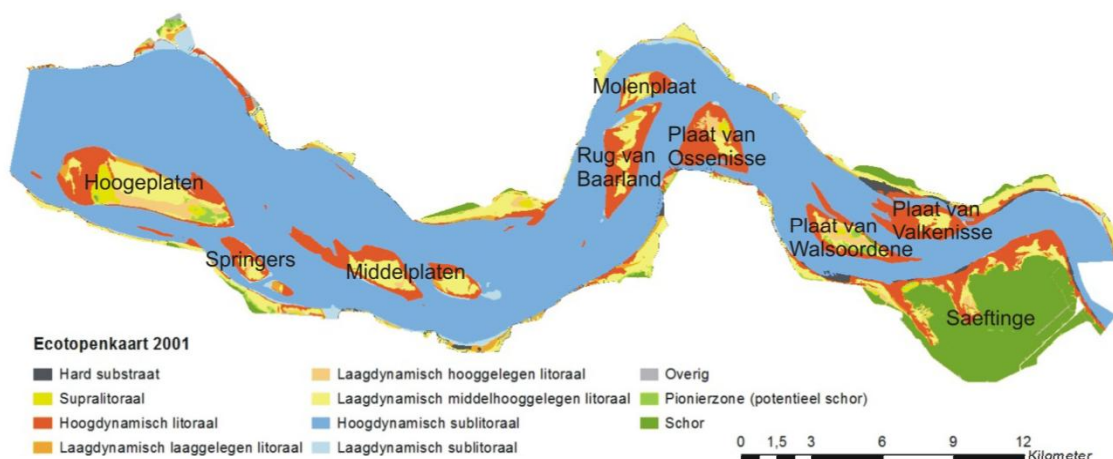 Molenplaat
Plaat van
Ossenisse
Rug van
Baarland
Hoogeplaten
Plaat van
Valkenisse
Plaat van
Walsoordene
Springers
Middelplaten
Saeftinge
Ecotopenkaart 2001
Hard substraat
Supralitoraal
Hoogdynamisch litoraal
Laagdynamisch laaggelegen litoraal
Laagdynamisch hooggelegen litoraal
Laagdynamisch middelhooggelegen litoraal
Hoogdynamisch sublitoraal
Laagdynamisch sublitoraal
Overig
Pionierzone (potentieel schor)
Schor
0 1,5 3 6 9 12
Kilometer